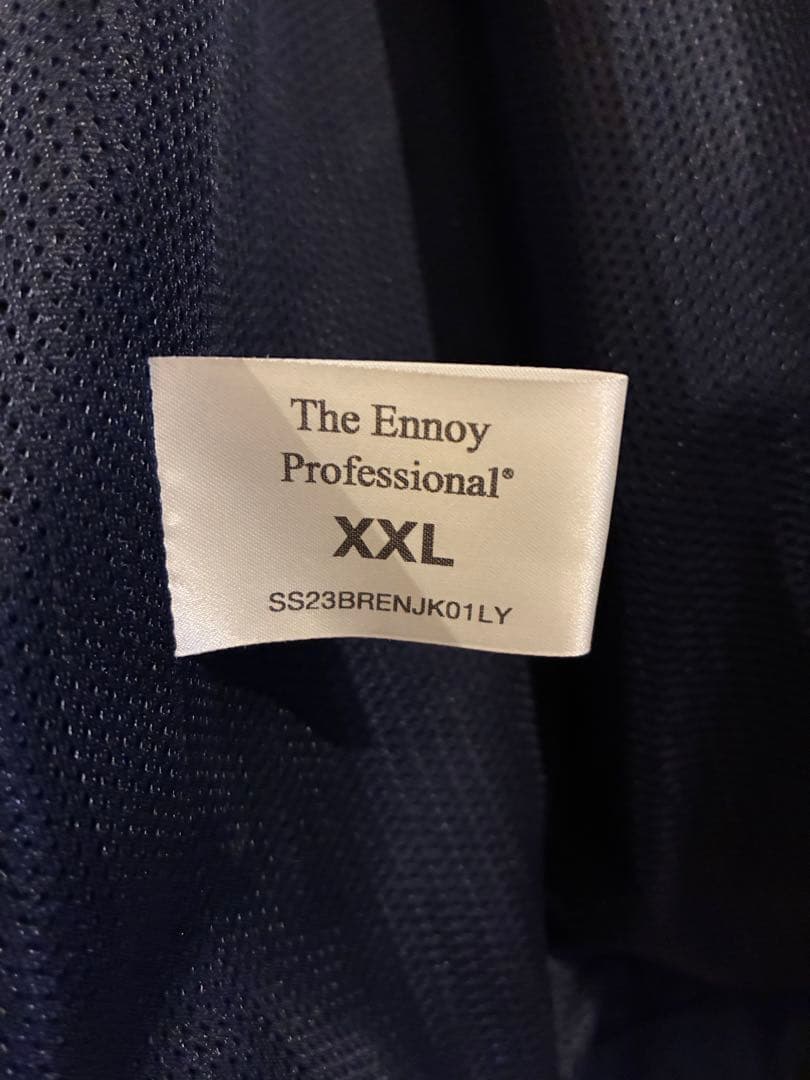 The Ennoy
Professional®
XXL
SS23BRENJK01LY